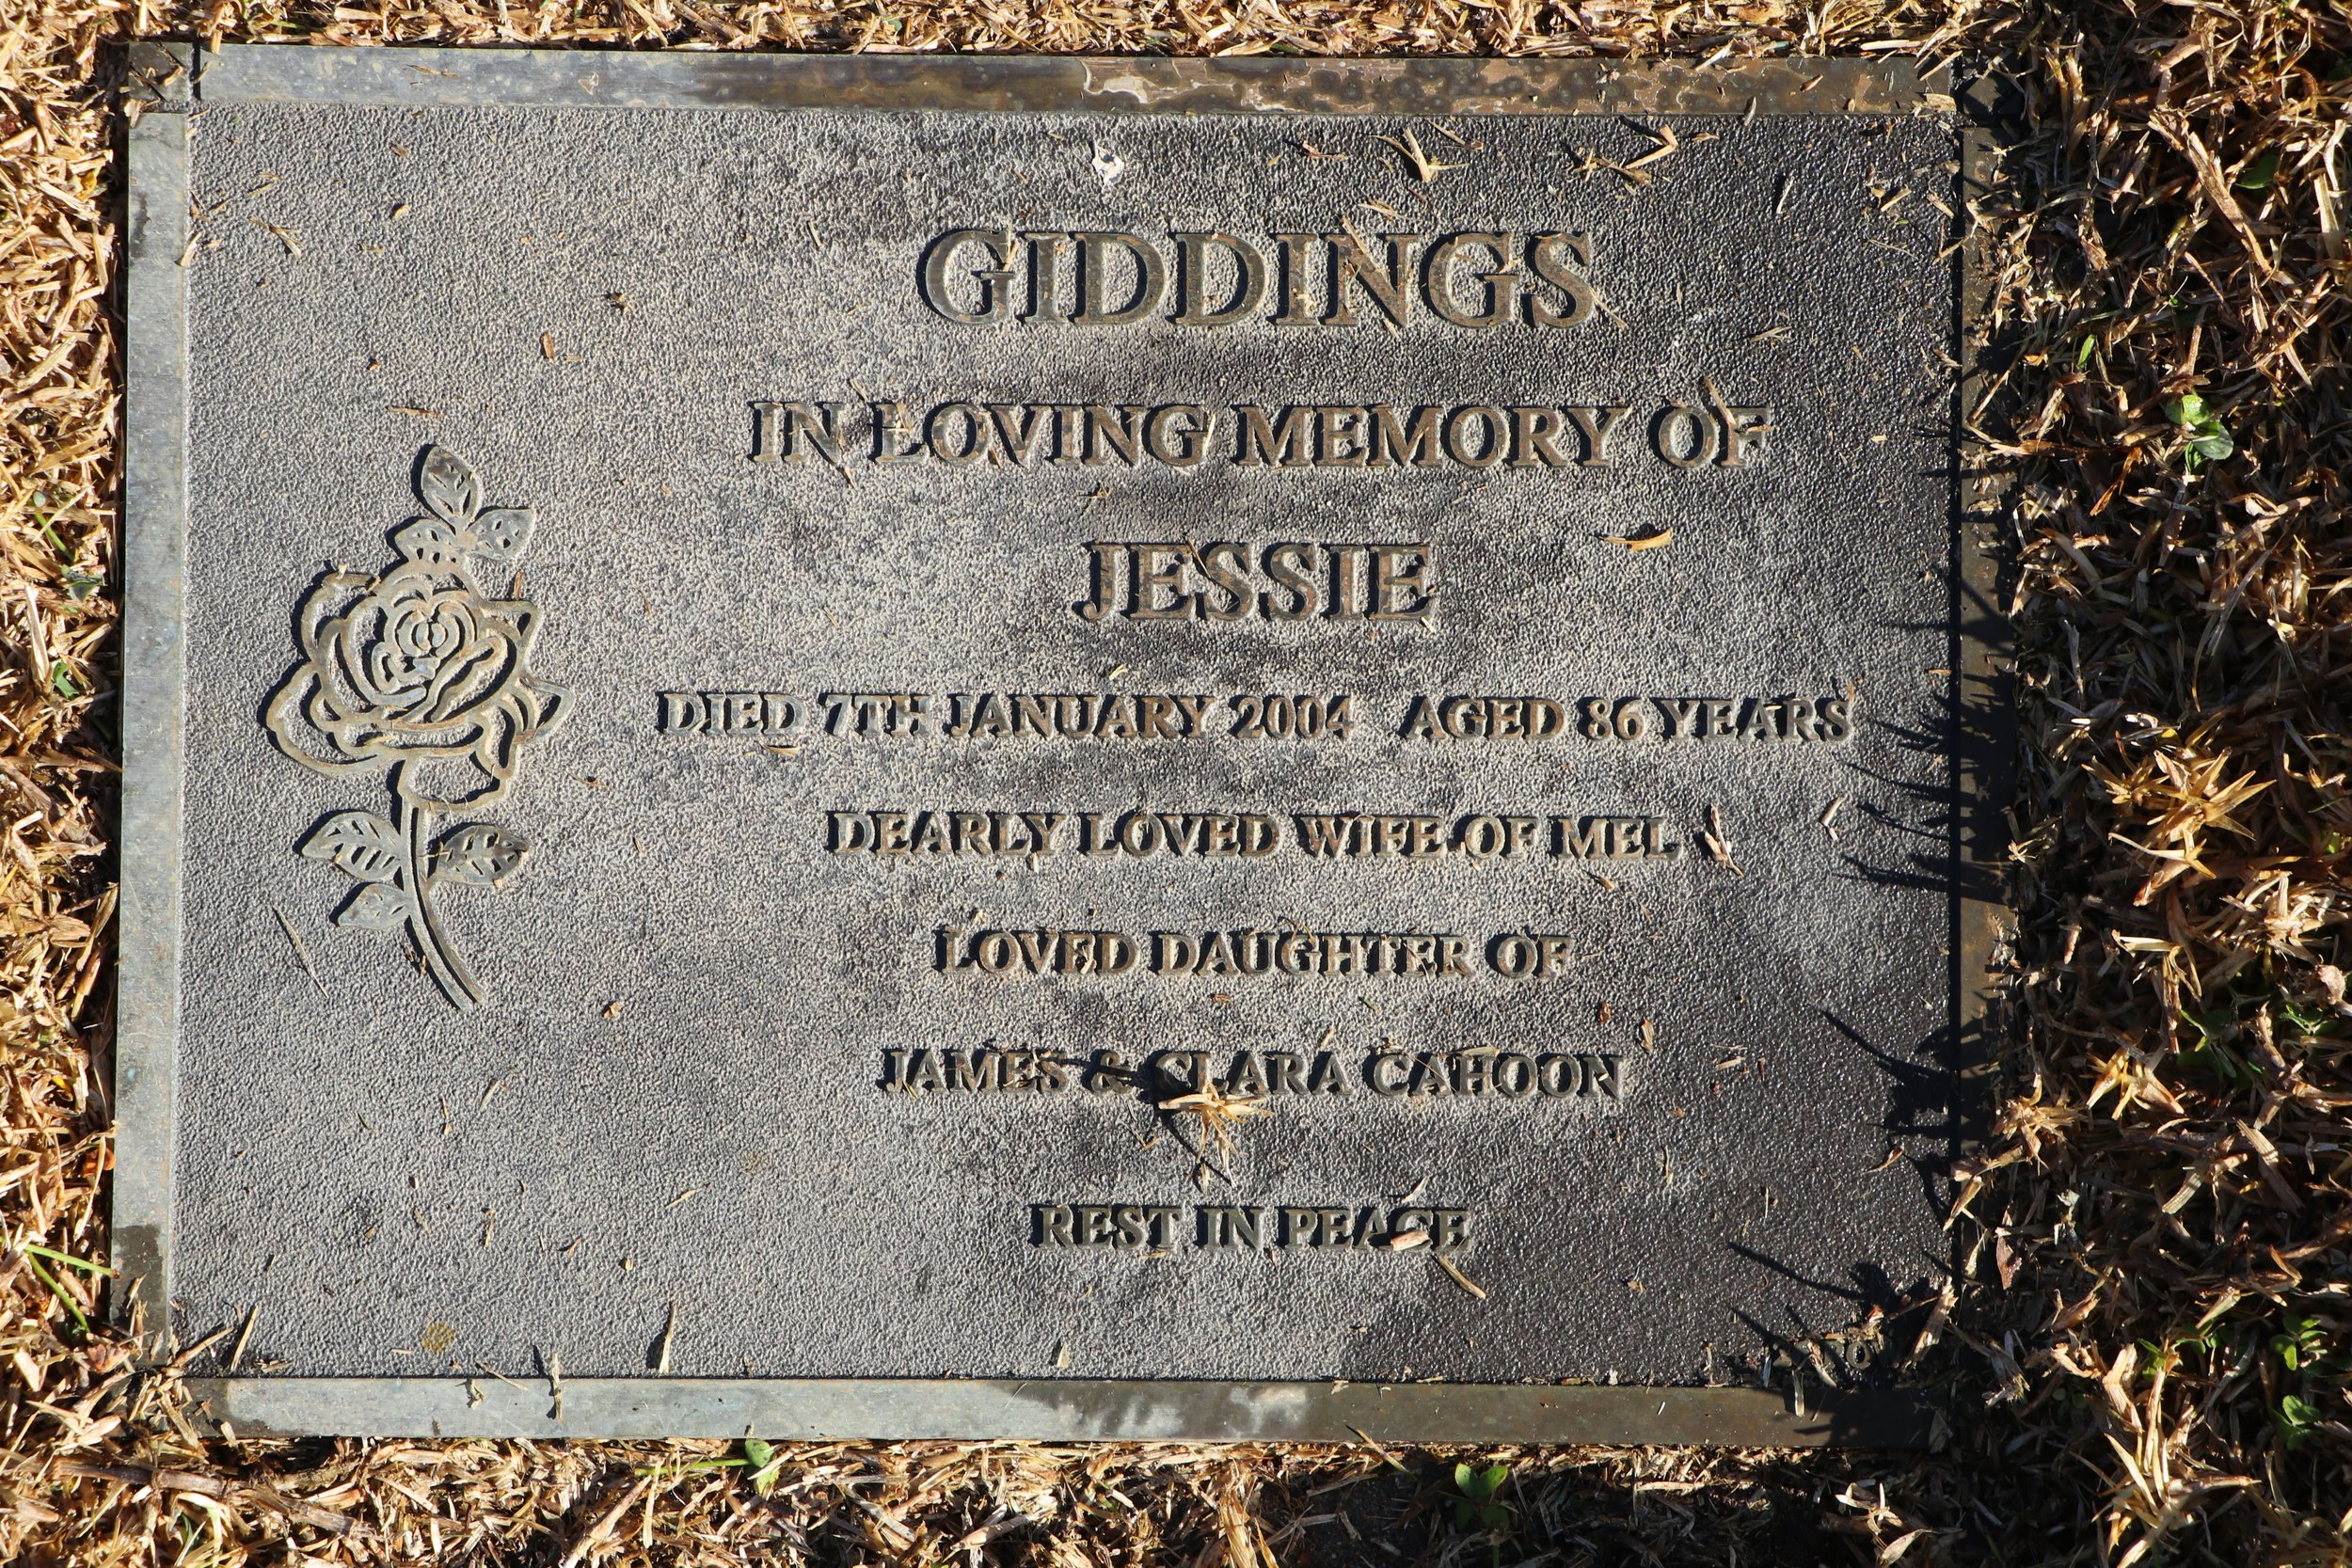 GIDDINGS
IN LOVING MEMORY OF
JESSIE
DIED 7TH JANUARY 2004 AGED 86 YEARS
DEARLY LOVED WIFE OF MEL
LOVED DAUGHTER OF
JAMES & CLARA CAHOON
REST IN PEACE